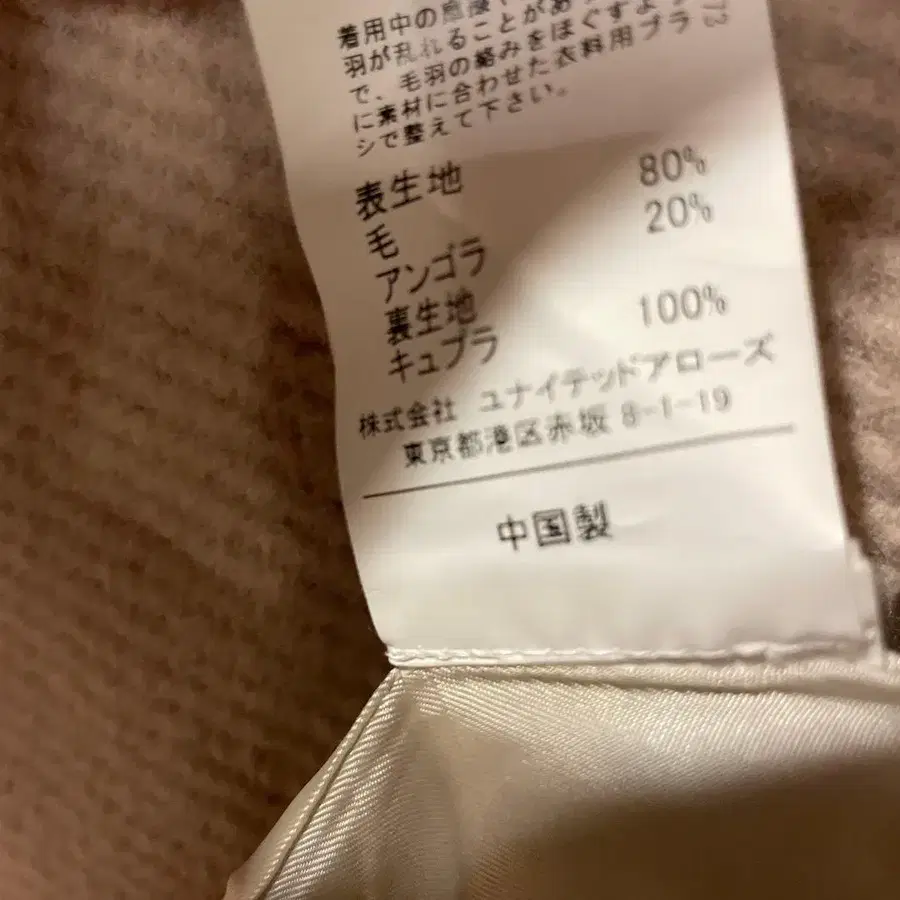 着用中の摩擦
羽が乱れることがあ
で、毛羽の絡みをほぐすよ
に素材に合わせた衣料用ブラ
シで整えて下さい。
72
表生地
毛 80%
アンゴラ 20%
裏生地
キュプラ 100%
株式会社 ユナイテッドアローズ
東京都港区赤坂 8-1-19
中国製